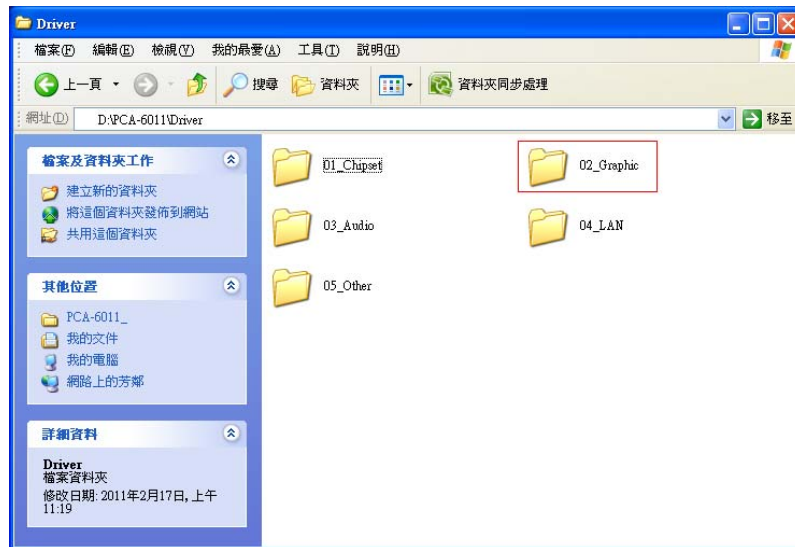 Driver
檔案(F) 編輯(E) 檢視(V) 我的最愛(A) 工具(T) 說明(H)
上一頁 搜尋 資料夾 資料夾同步處理
網址(D) D:\PCA-6011\Driver 移至
檔案及資料夾工作
建立新的資料夾
將這個資料夾發佈到網站
共用這個資料夾
其他位置
PCA-6011_
我的文件
我的電腦
網路上的芳鄰
詳細資料
Driver
檔案資料夾
修改日期: 2011年2月17日, 上午
11:19
01_Chipset
02_Graphic
03_Audio
04_LAN
05_Other